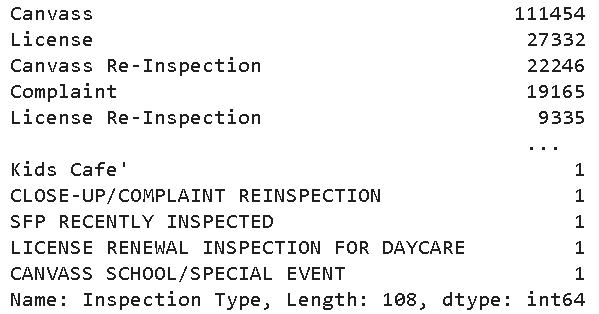 Canvass 111454
License 27332
Canvass Re-Inspection 22246
Complaint 19165
License Re-Inspection 9335
...
Kids Cafe' 1
CLOSE-UP/COMPLAINT REINSPECTION 1
SFP RECENTLY INSPECTED 1
LICENSE RENEWAL INSPECTION FOR DAYCARE 1
CANVASS SCHOOL/SPECIAL EVENT 1
Name: Inspection Type, Length: 108, dtype: int64